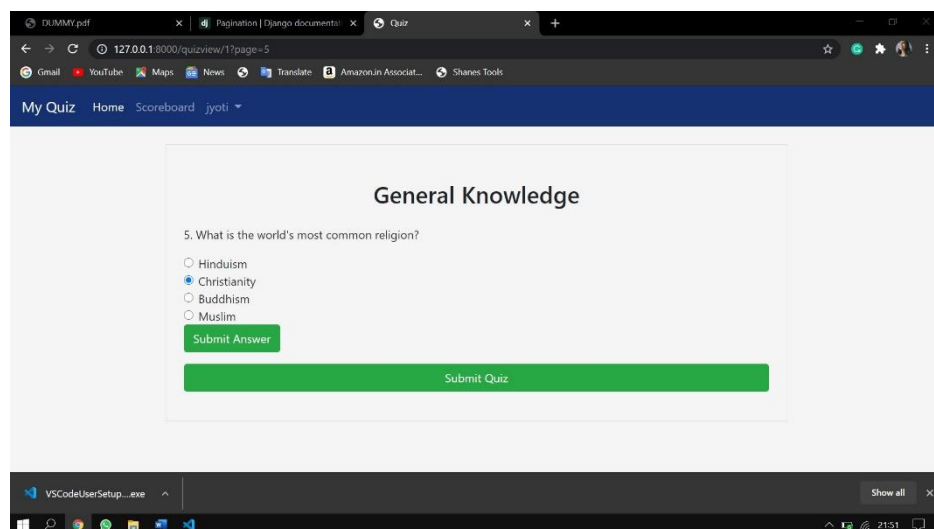 DUMMY.pdf
dj Pagination | Django documentat
Quiz
127.0.0.1:8000/quizview/1?page=5
Gmail YouTube Maps News Translate Amazon.in Associat... Shanes Tools
My Quiz Home Scoreboard jyoti
General Knowledge
5. What is the world's most common religion?
Hinduism
Christianity
Buddhism
Muslim
Submit Answer
Submit Quiz
VSCodeUserSetup....exe
Show all
21:51